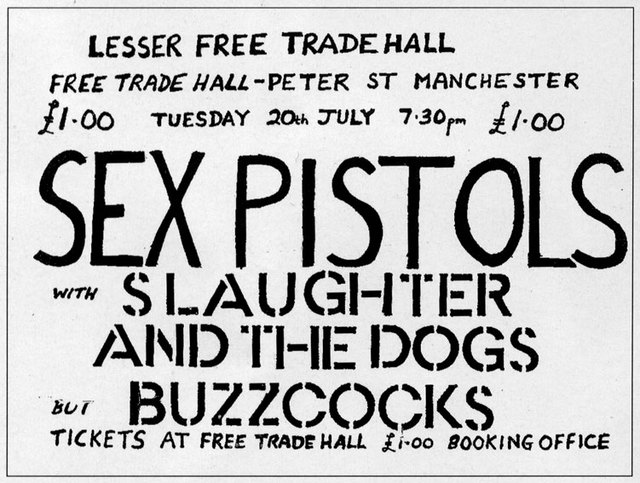 LESSER FREE TRADE HALL
FREE TRADE HALL-PETER ST MANCHESTER
£1·00 TUESDAY 20th JULY 7·30pm £1·00
SEX PISTOLS
WITH SLAUGHTER
AND THE DOGS
BUT BUZZCOCKS
TICKETS AT FREE TRADE HALL £1·00 BOOKING OFFICE